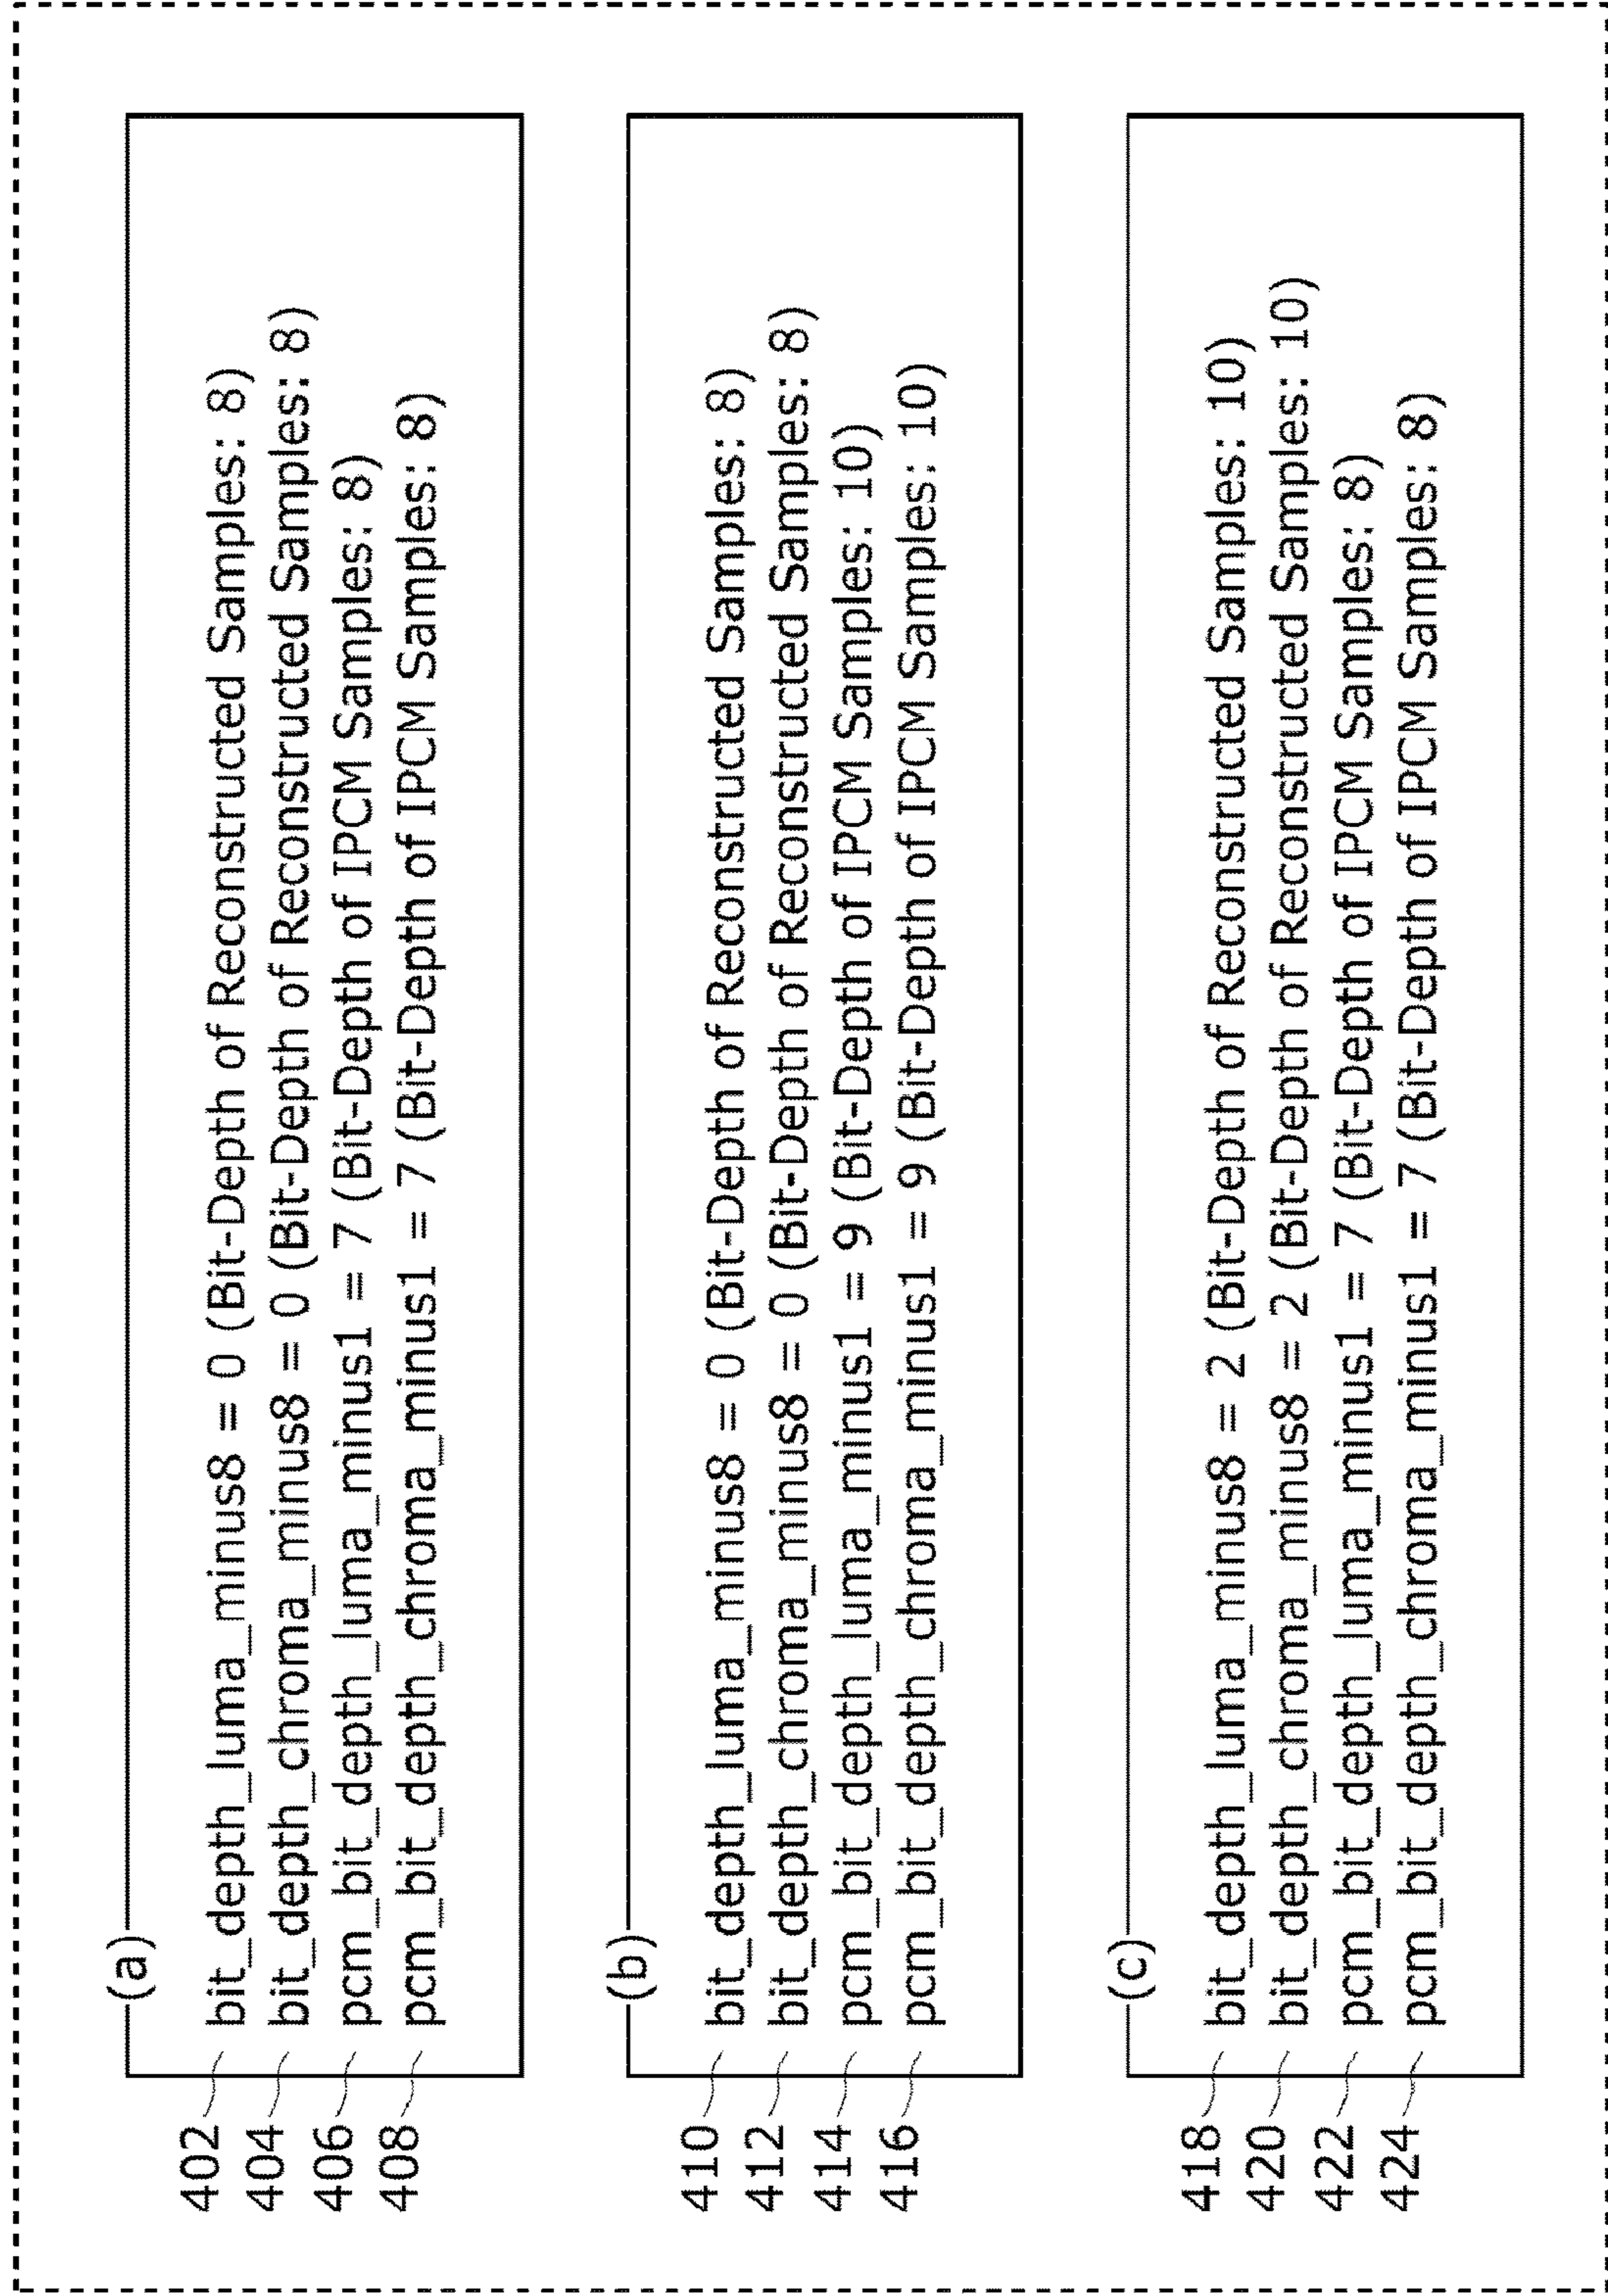 (a)
402 bit_depth_luma_minus8 = 0 (Bit-Depth of Reconstructed Samples: 8)
404 bit_depth_chroma_minus8 = 0 (Bit-Depth of Reconstructed Samples: 8)
406 pcm_bit_depth_luma_minus1 = 7 (Bit-Depth of IPCM Samples: 8)
408 pcm_bit_depth_chroma_minus1 = 7 (Bit-Depth of IPCM Samples: 8)
(b)
410 bit_depth_luma_minus8 = 0 (Bit-Depth of Reconstructed Samples: 8)
412 bit_depth_chroma_minus8 = 0 (Bit-Depth of Reconstructed Samples: 8)
414 pcm_bit_depth_luma_minus1 = 9 (Bit-Depth of IPCM Samples: 10)
416 pcm_bit_depth_chroma_minus1 = 9 (Bit-Depth of IPCM Samples: 10)
(c)
418 bit_depth_luma_minus8 = 2 (Bit-Depth of Reconstructed Samples: 10)
420 bit_depth_chroma_minus8 = 2 (Bit-Depth of Reconstructed Samples: 10)
422 pcm_bit_depth_luma_minus1 = 7 (Bit-Depth of IPCM Samples: 8)
424 pcm_bit_depth_chroma_minus1 = 7 (Bit-Depth of IPCM Samples: 8)